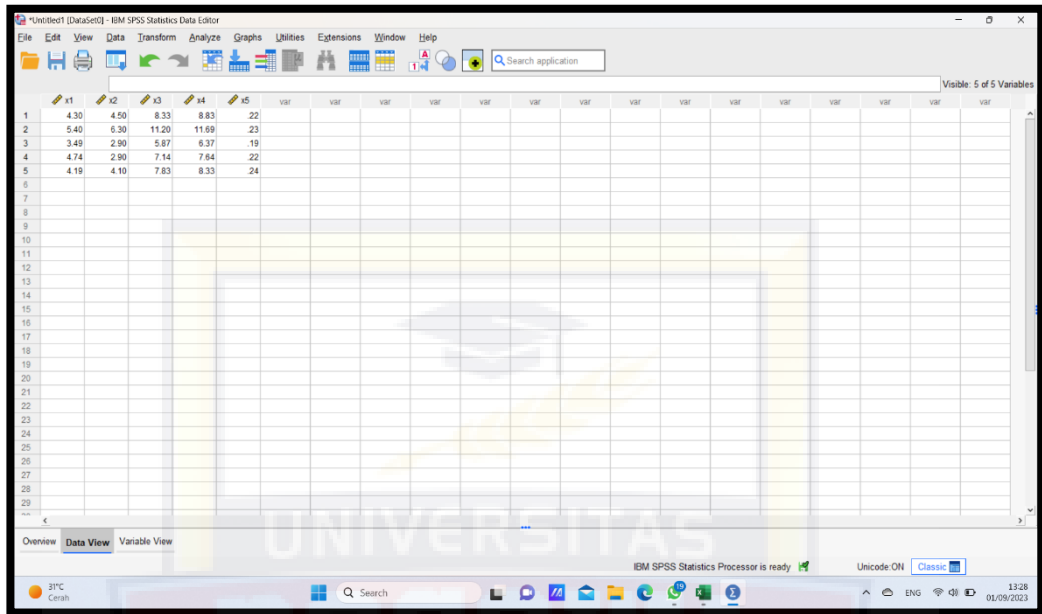 *Untitled1 [DataSet0] - IBM SPSS Statistics Data Editor
File Edit View Data Transform Analyze Graphs Utilities Extensions Window Help
Search application
Visible: 5 of 5 Variables
x1 x2 x3 x4 x5 var var var var var var var var var var var var var var var
1 4.30 4.50 8.33 8.83 .22
2 5.40 6.30 11.20 11.69 .23
3 3.49 2.90 5.87 6.37 .19
4 4.74 2.90 7.14 7.64 .22
5 4.19 4.10 7.83 8.33 .24
6
7
8
9
10
11
12
13
14
15
16
17
18
19
20
21
22
23
24
25
26
27
28
29
UNIVERSITAS
Overview Data View Variable View
IBM SPSS Statistics Processor is ready Unicode:ON Classic
31°C
Cerah
Search
19
ENG
13:28
01/09/2023